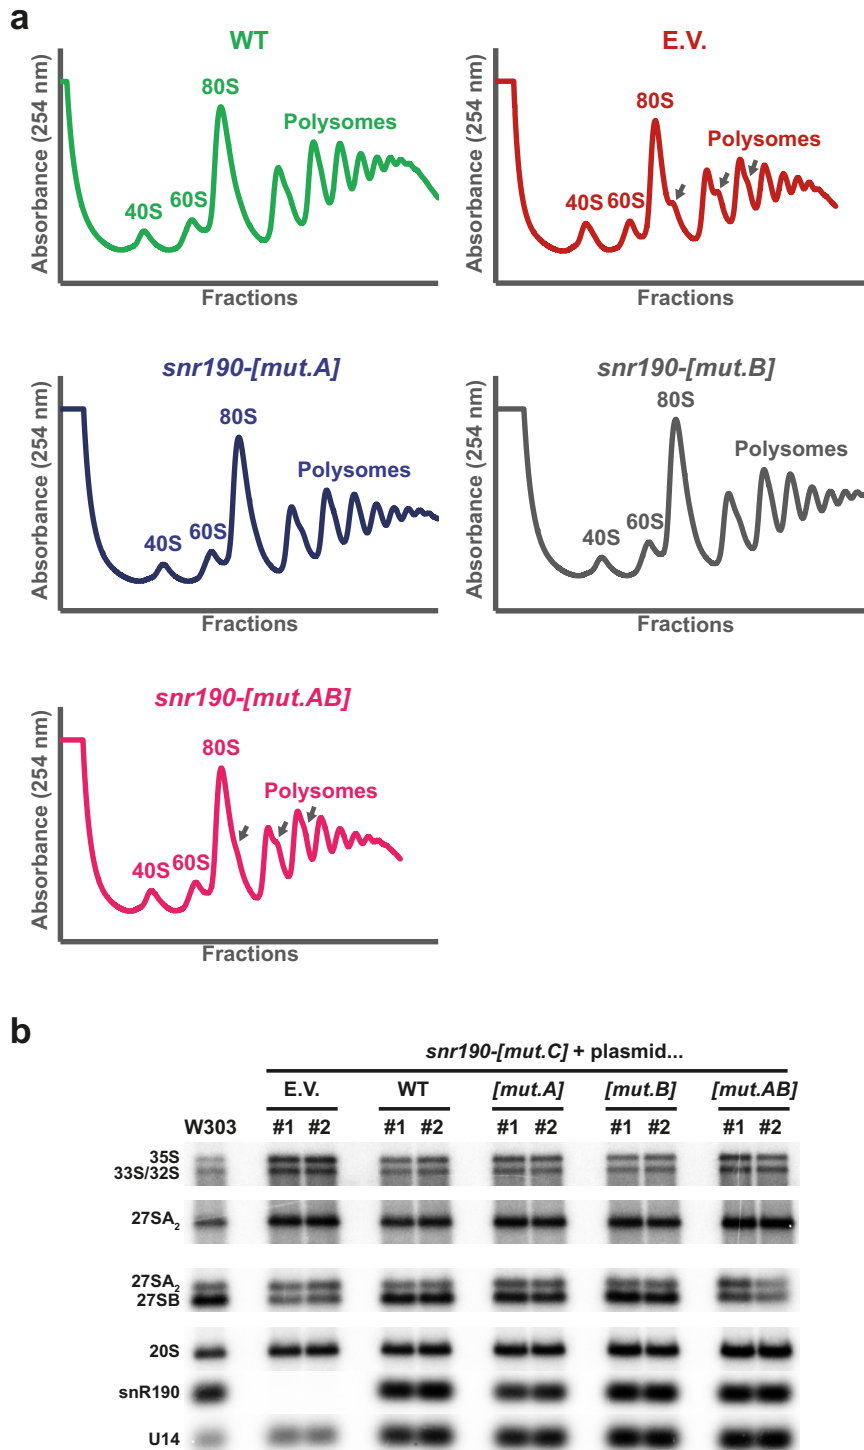 a
WT
E.V.
Absorbance (254 nm)
80S
Polysomes
40S
60S
Fractions
Absorbance (254 nm)
80S
Polysomes
40S
60S
Fractions
snr190-[mut.A]
snr190-[mut.B]
Absorbance (254 nm)
80S
Polysomes
40S
60S
Fractions
Absorbance (254 nm)
80S
Polysomes
40S
60S
Fractions
snr190-[mut.AB]
Absorbance (254 nm)
80S
Polysomes
40S
60S
Fractions
b
snr190-[mut.C] + plasmid...
E.V. WT [mut.A] [mut.B] [mut.AB]
W303 #1 #2 #1 #2 #1 #2 #1 #2 #1 #2
35S
33S/32S
27SA2
27SA2
27SB
20S
snR190
U14